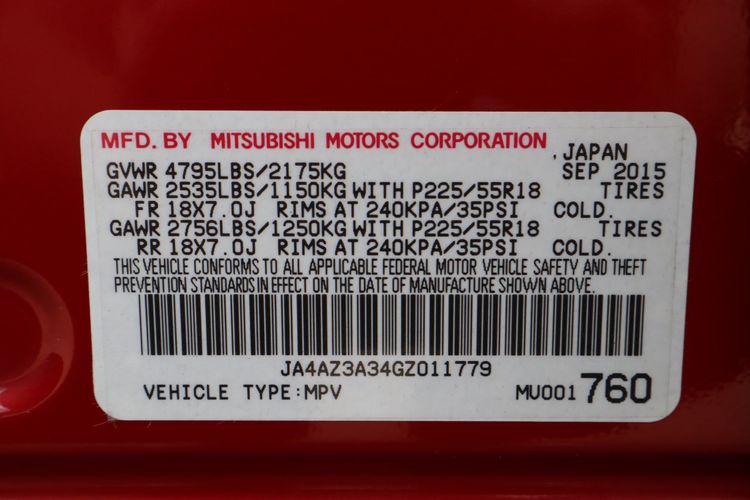 MFD. BY MITSUBISHI MOTORS CORPORATION
, JAPAN
GVWR 4795LBS/2175KG SEP 2015
GAWR 2535LBS/1150KG WITH P225/55R18 TIRES
FR 18X7.0J RIMS AT 240KPA/35PSI COLD.
GAWR 2756LBS/1250KG WITH P225/55R18 TIRES
RR 18X7.0J RIMS AT 240KPA/35PSI COLD.
THIS VEHICLE CONFORMS TO ALL APPLICABLE FEDERAL MOTOR VEHICLE SAFETY AND THEFT
PREVENTION STANDARDS IN EFFECT ON THE DATE OF MANUFACTURE SHOWN ABOVE.
JA4AZ3A34GZ011779
VEHICLE TYPE:MPV MU001 760